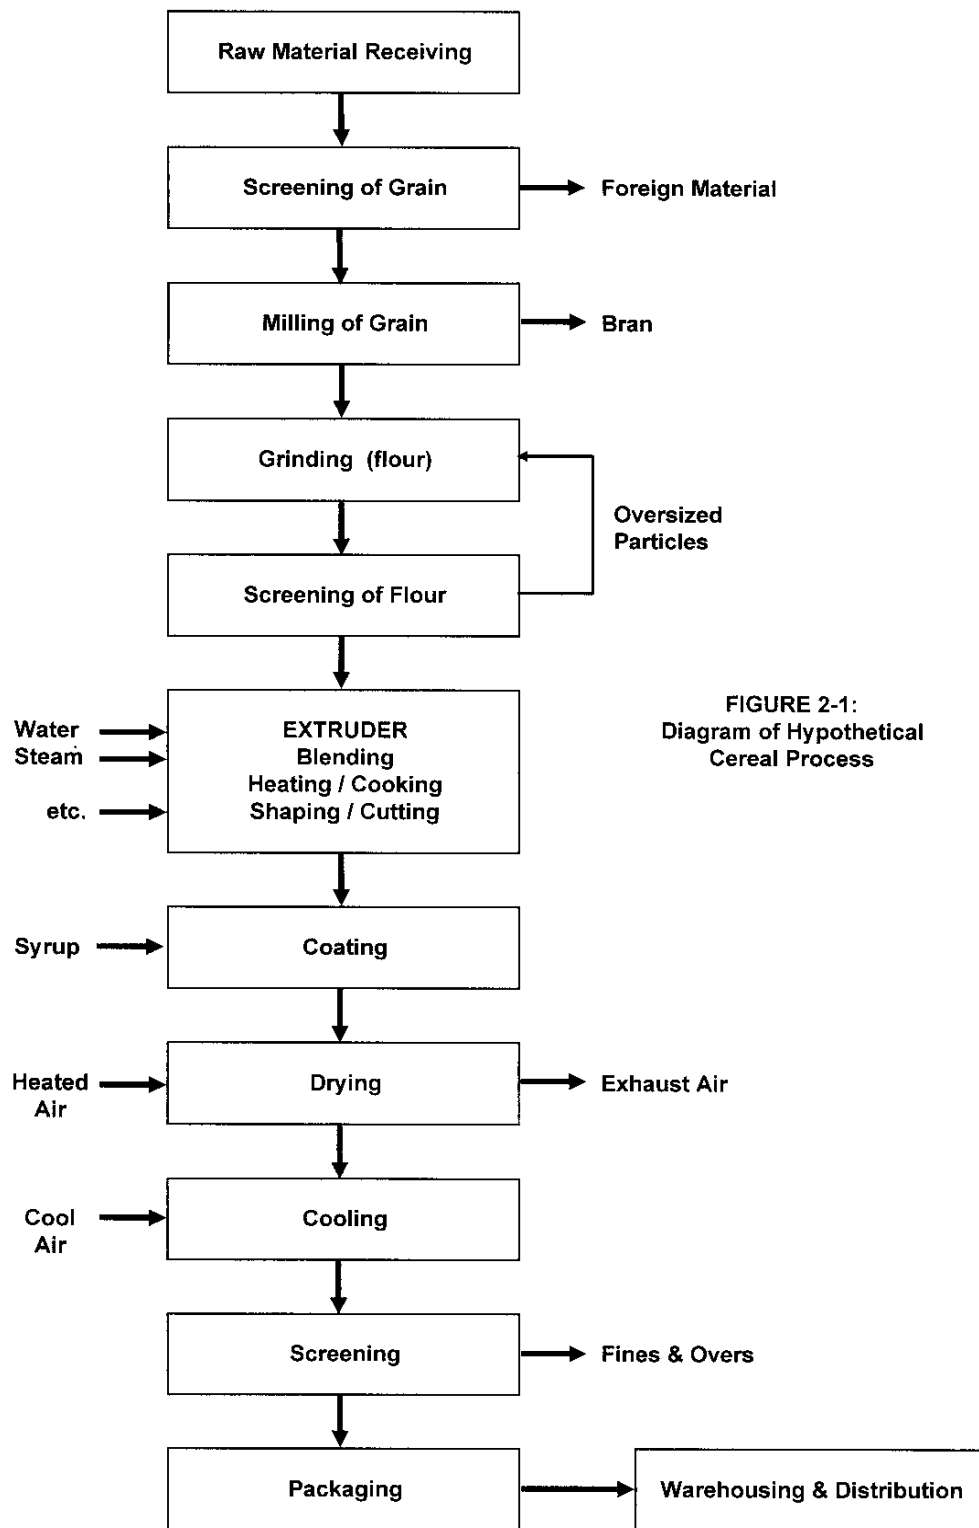 Raw Material Receiving
Screening of Grain
Foreign Material
Milling of Grain
Bran
Grinding (flour)
Oversized
Particles
Screening of Flour
FIGURE 2-1:
Diagram of Hypothetical
Cereal Process
Water
Steam
etc.
EXTRUDER
Blending
Heating / Cooking
Shaping / Cutting
Syrup
Coating
Heated
Air
Drying
Exhaust Air
Cool
Air
Cooling
Screening
Fines & Overs
Packaging
Warehousing & Distribution